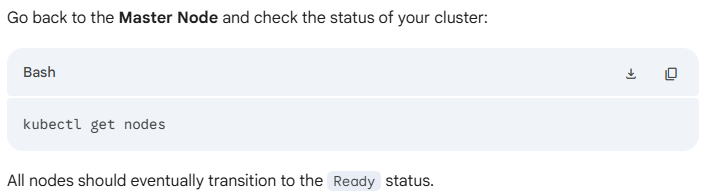 Go back to the Master Node and check the status of your cluster:
Bash
kubectl get nodes
All nodes should eventually transition to the Ready status.